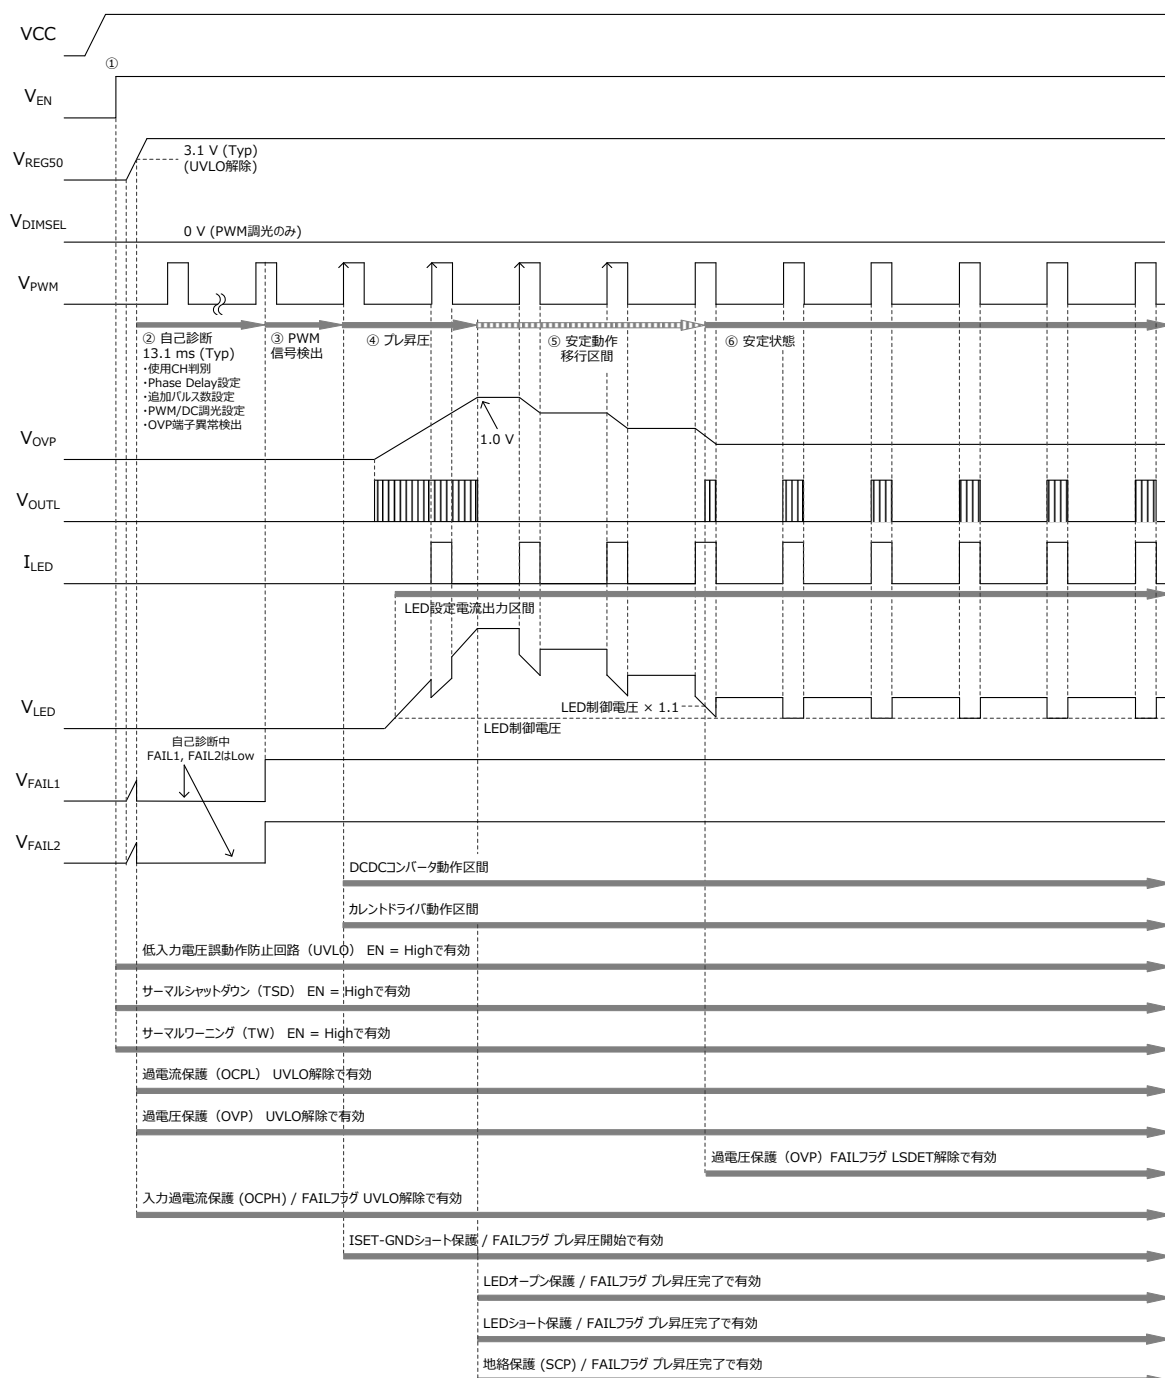 VCC
①
VEN
VREG50
3.1 V (Typ)
(UVLO解除)
VDIMSEL
0 V (PWM調光のみ)
VPWM
② 自己診断
13.1 ms (Typ)
・使用CH判別
・Phase Delay設定
・追加パルス数設定
・PWM/DC調光設定
・OVP端子異常検出
③ PWM
信号検出
④ プレ昇圧
⑤ 安定動作
移行区間
⑥ 安定状態
VOVP
1.0 V
VOUTL
ILED
LED設定電流出力区間
VLED
LED制御電圧 × 1.1
LED制御電圧
自己診断中
FAIL1, FAIL2はLow
VFAIL1
VFAIL2
DCDCコンバータ動作区間
カレントドライバ動作区間
低入力電圧誤動作防止回路（UVLO） EN = Highで有効
サーマルシャットダウン（TSD） EN = Highで有効
サーマルワーニング（TW） EN = Highで有効
過電流保護（OCPL） UVLO解除で有効
過電圧保護（OVP） UVLO解除で有効
過電圧保護（OVP）FAILフラグ LSDET解除で有効
入力過電流保護 (OCPH) / FAILフラグ UVLO解除で有効
ISET-GNDショート保護 / FAILフラグ プレ昇圧開始で有効
LEDオープン保護 / FAILフラグ プレ昇圧完了で有効
LEDショート保護 / FAILフラグ プレ昇圧完了で有効
地絡保護 (SCP) / FAILフラグ プレ昇圧完了で有効